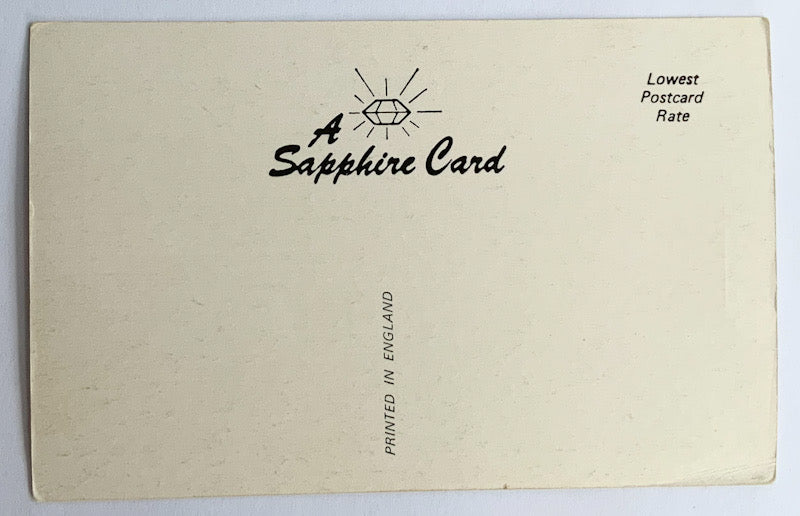 A
Sapphire Card
Lowest
Postcard
Rate
PRINTED IN ENGLAND